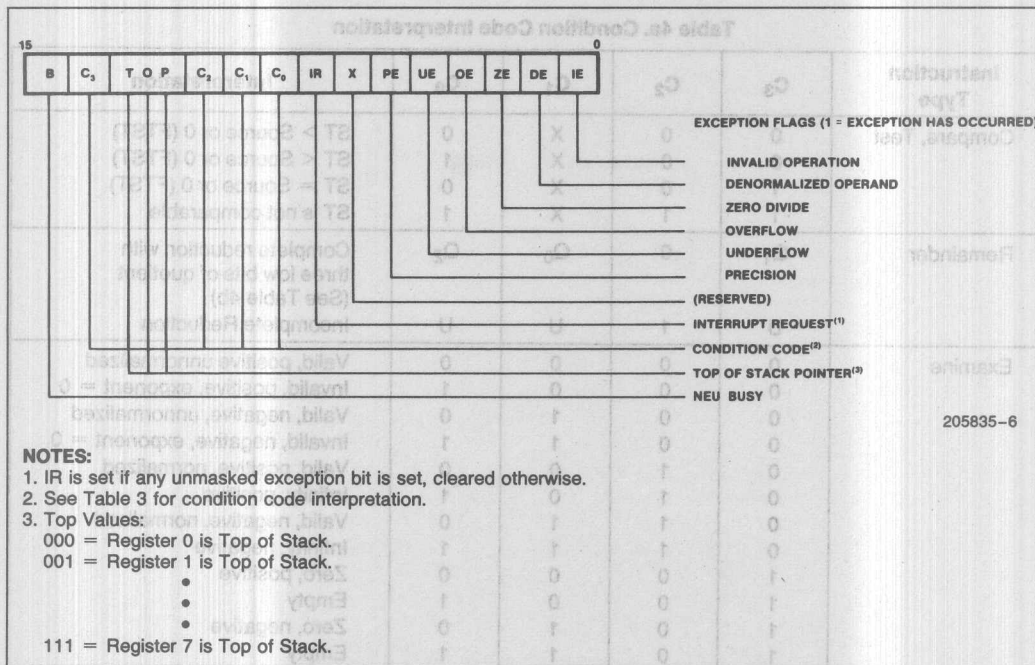 15 0
B C₃ T O P C₂ C₁ C₀ IR X PE UE OE ZE DE IE
EXCEPTION FLAGS (1 = EXCEPTION HAS OCCURRED)
INVALID OPERATION
DENORMALIZED OPERAND
ZERO DIVIDE
OVERFLOW
UNDERFLOW
PRECISION
(RESERVED)
INTERRUPT REQUEST(1)
CONDITION CODE(2)
TOP OF STACK POINTER(3)
NEU BUSY
205835–6
NOTES:
1. IR is set if any unmasked exception bit is set, cleared otherwise.
2. See Table 3 for condition code interpretation.
3. Top Values:
000 = Register 0 is Top of Stack.
001 = Register 1 is Top of Stack.
•
•
•
111 = Register 7 is Top of Stack.